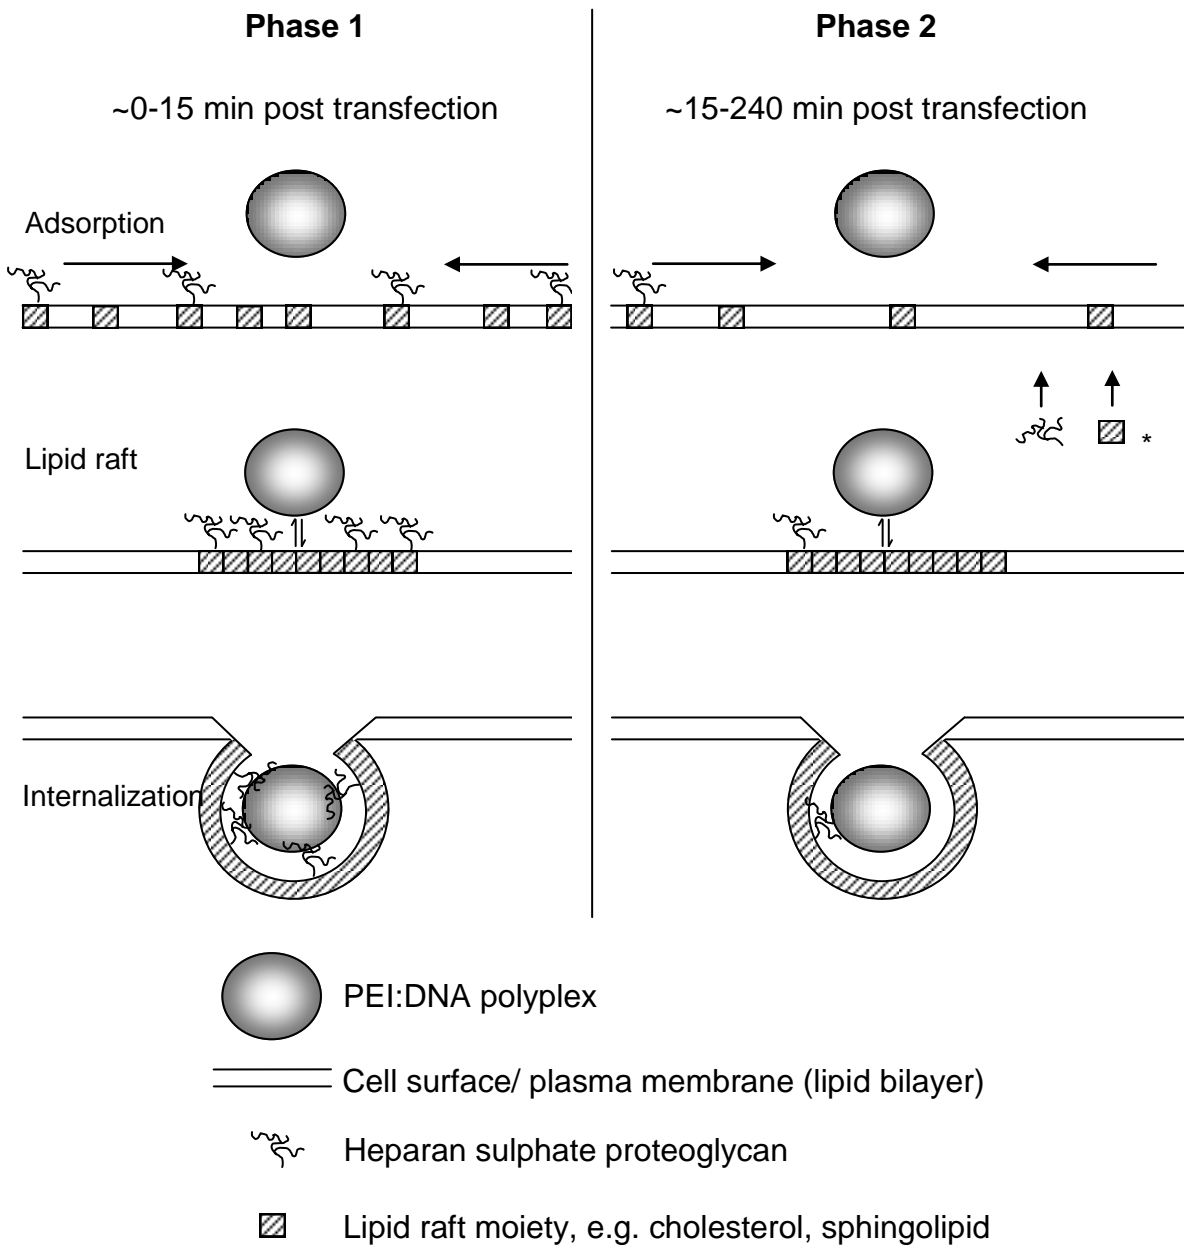 Phase 1
Phase 2
~0-15 min post transfection
~15-240 min post transfection
Adsorption
Lipid raft
*
Internalization
PEI:DNA polyplex
Cell surface/ plasma membrane (lipid bilayer)
Heparan sulphate proteoglycan
Lipid raft moiety, e.g. cholesterol, sphingolipid